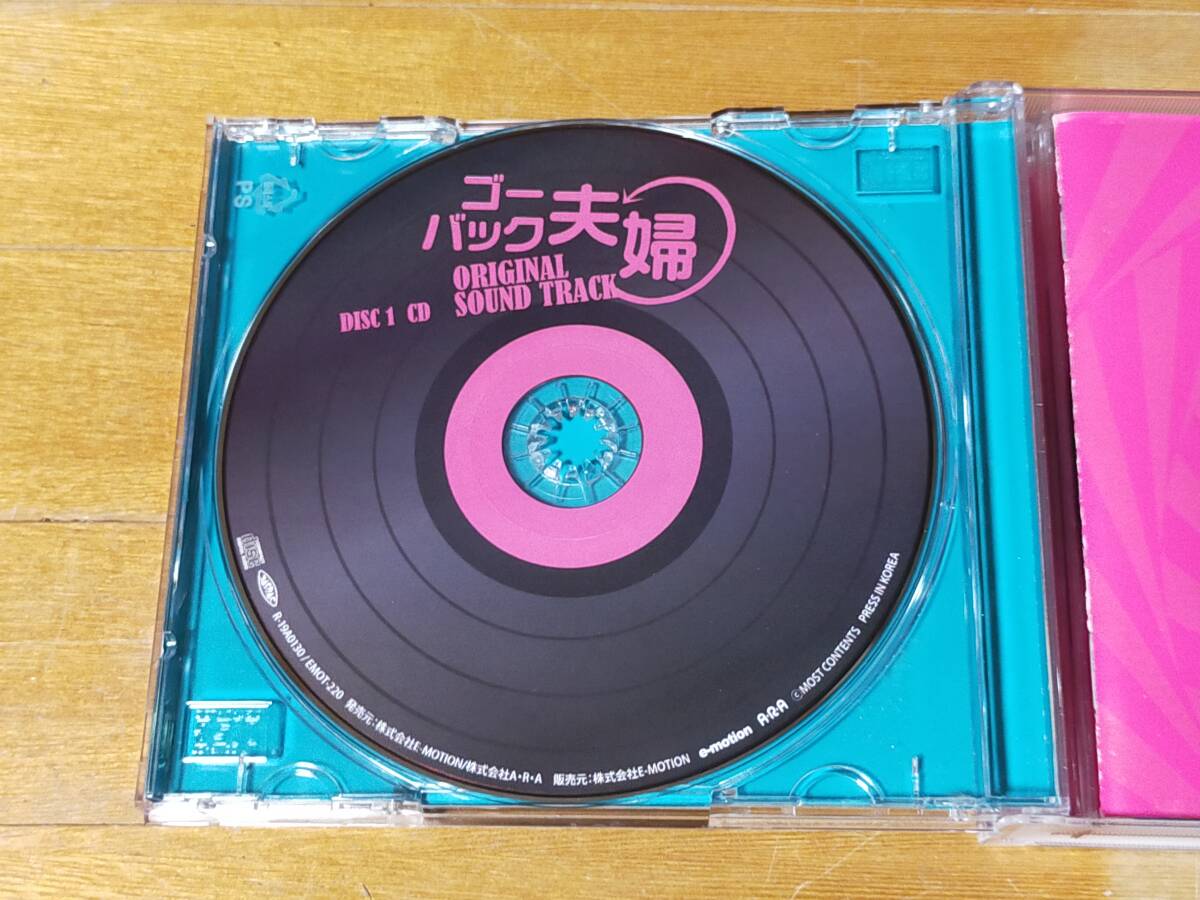 ゴー
バック夫婦
ORIGINAL
SOUND TRACK
DISC 1 CD
R-19A0130 / EMOT-220 発売元:株式会社E-MOTION/株式会社A・R・A 販売元:株式会社E-MOTION e-motion A・R・A ©MOST CONTENTS PRESS IN KOREA
PS